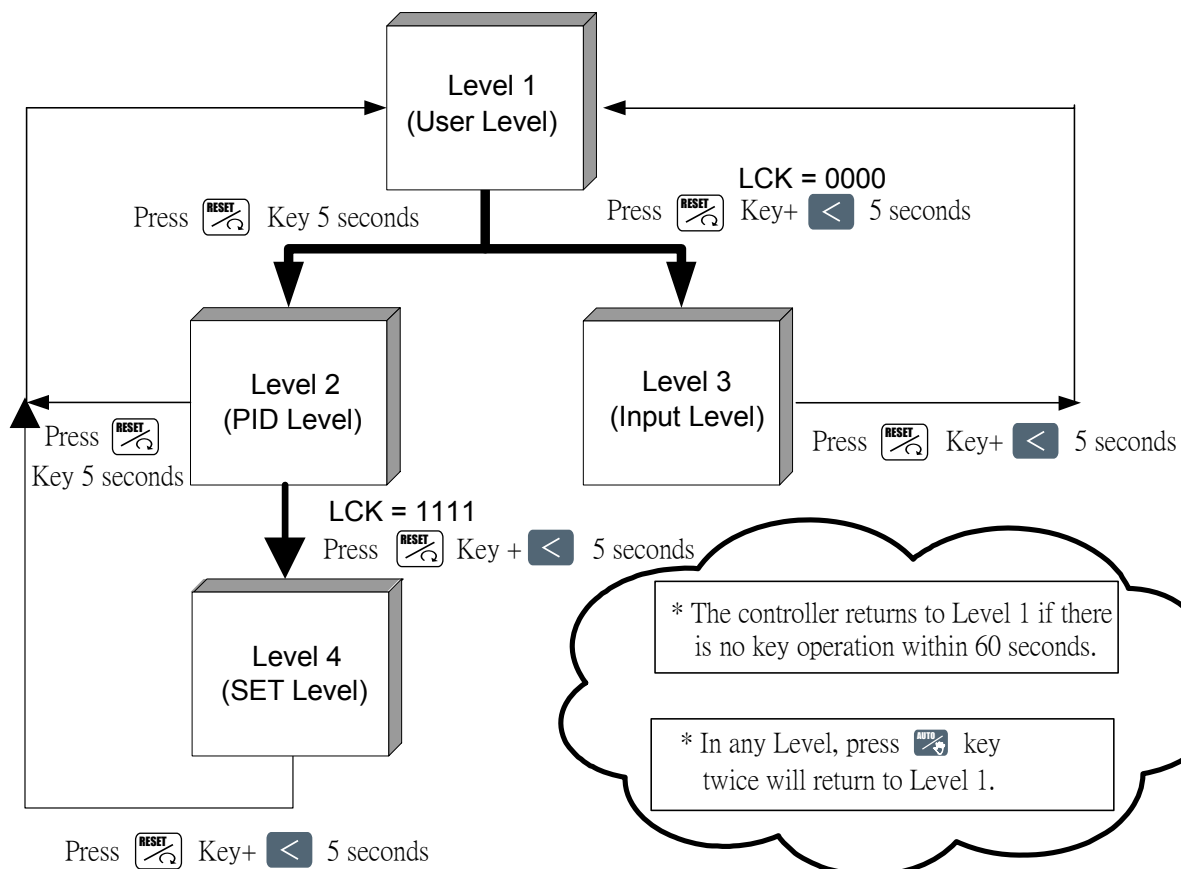 Level 1
(User Level)
LCK = 0000
Press RESET Key 5 seconds
Press RESET Key+ < 5 seconds
Level 2
(PID Level)
Level 3
(Input Level)
Press RESET
Key 5 seconds
Press RESET Key+ < 5 seconds
LCK = 1111
Press RESET Key + < 5 seconds
Level 4
(SET Level)
* The controller returns to Level 1 if there
is no key operation within 60 seconds.
* In any Level, press AUTO key
twice will return to Level 1.
Press RESET Key+ < 5 seconds